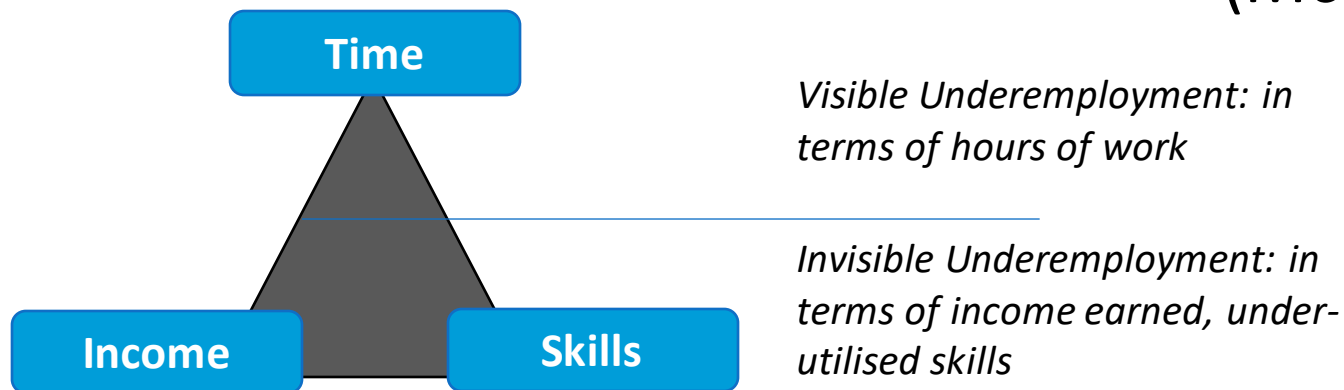 Time
Visible Underemployment: in
terms of hours of work
Invisible Underemployment: in
terms of income earned, under-
utilised skills
Income
Skills